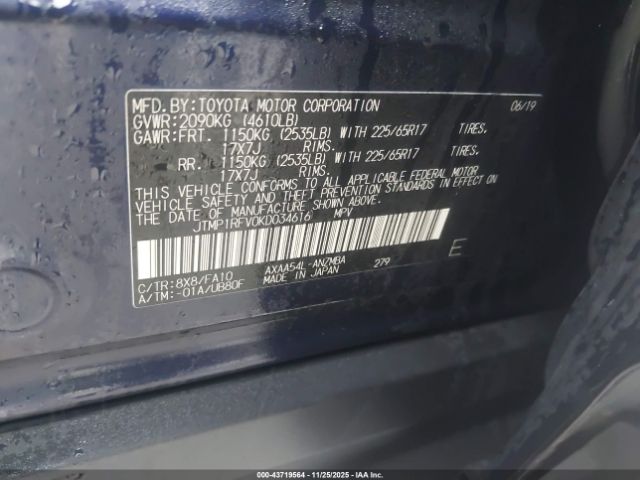 MFD. BY: TOYOTA MOTOR CORPORATION 06/19
GVWR: 2090KG (4610LB)
GAWR: FRT. 1150KG (2535LB) WITH 225/65R17 TIRES,
17X7J RIMS.
RR. 1150KG (2535LB) WITH 225/65R17 TIRES,
17X7J RIMS.
THIS VEHICLE CONFORMS TO ALL APPLICABLE FEDERAL MOTOR
VEHICLE SAFETY AND THEFT PREVENTION STANDARDS IN EFFECT ON
THE DATE OF MANUFACTURE SHOWN ABOVE.
JTMP1RFV0KD034616 MPV
E
C/TR: 8X8/FA10 AXAA54L-ANZMBA 279
A/TM: -01A/UB80F MADE IN JAPAN
000-43719564 | 11/25/2025 | IAAI, Inc.